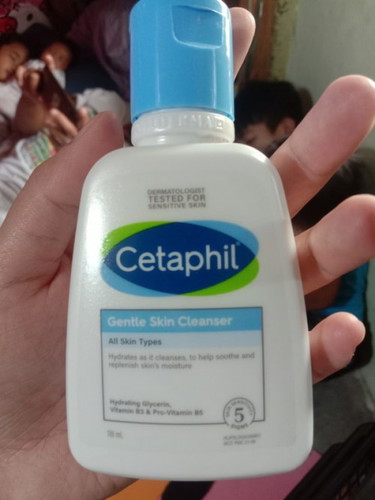 DERMATOLOGIST
TESTED FOR
SENSITIVE SKIN
Cetaphil
Gentle Skin Cleanser
All Skin Types
Hydrates as it cleanses, to help soothe and
replenish skin's moisture
Hydrating Glycerin,
Vitamin B3 & Pro-Vitamin B5
5
SIGNS